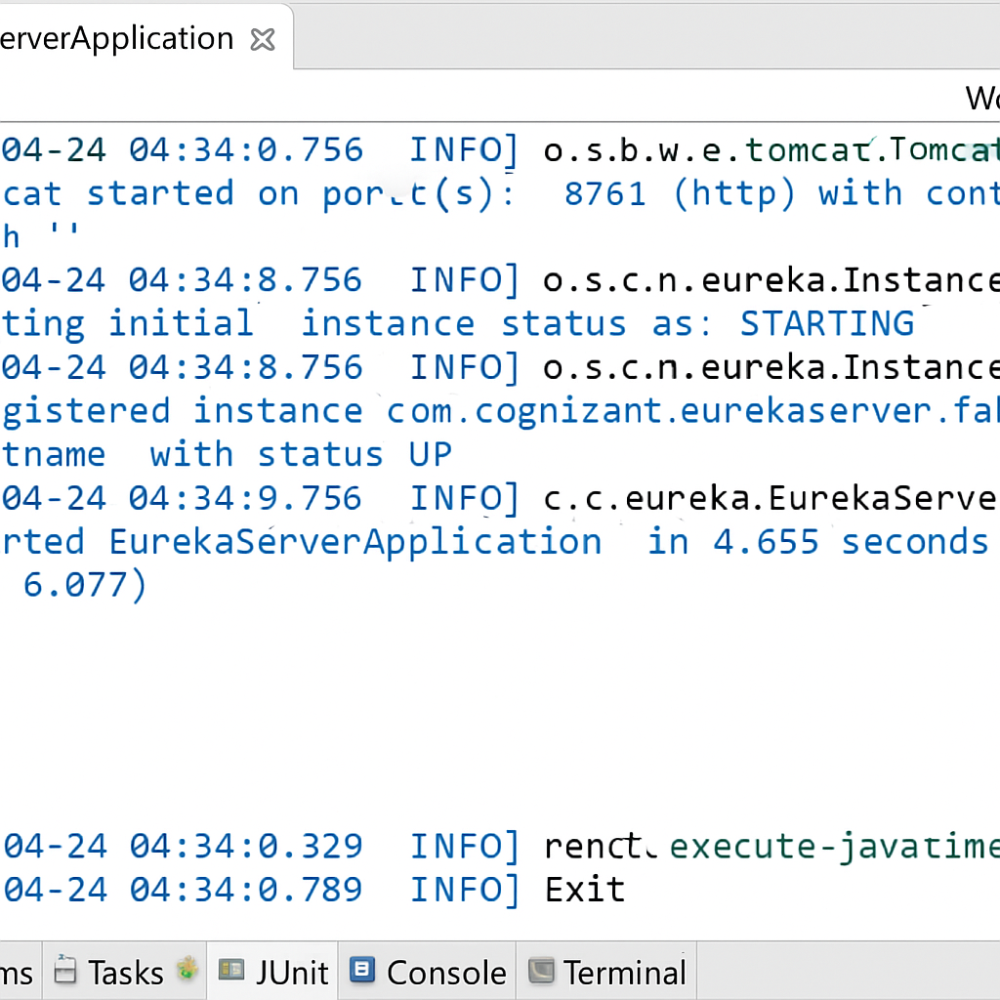 erverApplication
Wo
04-24 04:34:0.756 INFO] o.s.b.w.e.tomcat.Tomcat
cat started on (s): 8761 (http) with cont
h ''
04-24 04:34:8.756 INFO] o.s.c.n.eureka.Instance
ting initial instance status as: STARTING
04-24 04:34:8.756 INFO] o.s.c.n.eureka.Instance
gistered instance com.cognizant.eurekaserver.fab
tname with status UP
04-24 04:34:9.756 INFO] c.c.eureka.EurekaServe
rted EurekaServerApplication in 4.655 seconds
6.077)
04-24 04:34:0.329 INFO] execute-javatime
04-24 04:34:0.789 INFO] Exit
ms Tasks JUnit Console Terminal